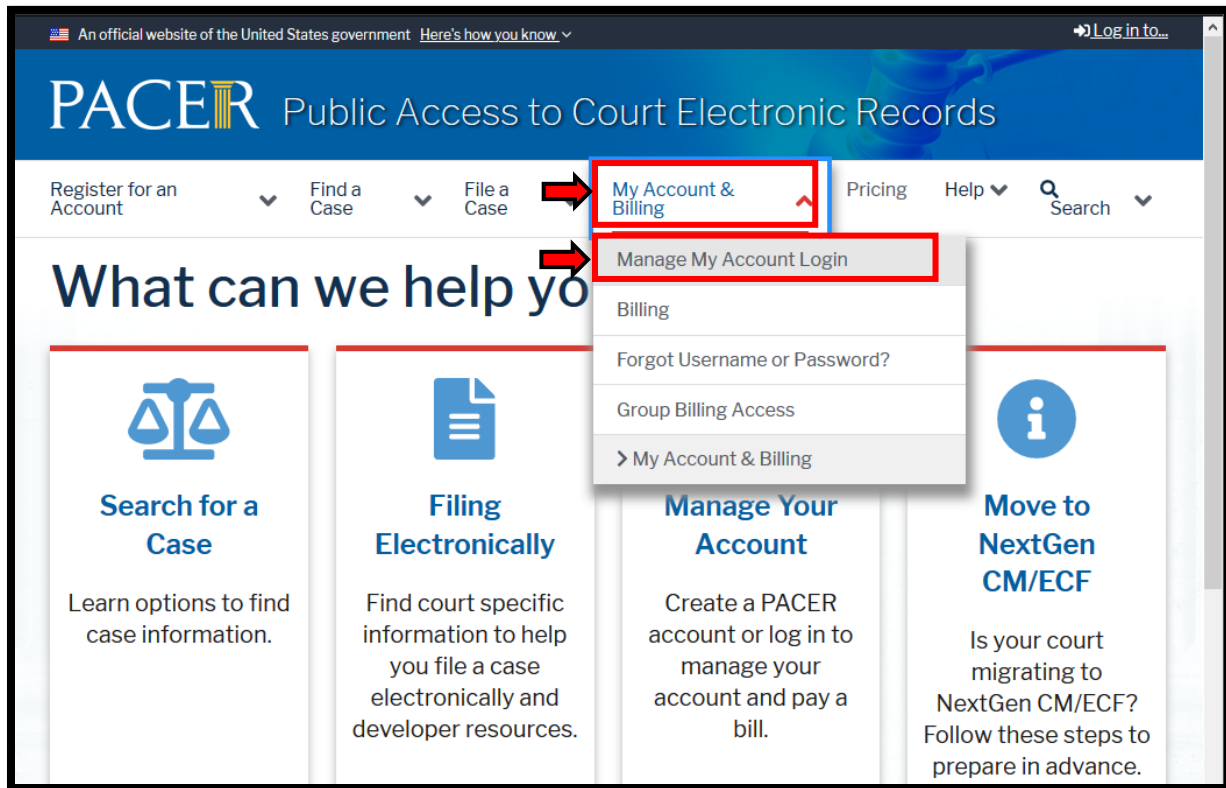 An official website of the United States government Here's how you know
Log in to...
PACER Public Access to Court Electronic Records
Register for an
Account
Find a
Case
File a
Case
My Account &
Billing
Pricing
Help
Search
Manage My Account Login
Billing
Forgot Username or Password?
Group Billing Access
My Account & Billing
What can we help yo
Search for a
Case
Learn options to find
case information.
Filing
Electronically
Find court specific
information to help
you file a case
electronically and
developer resources.
Manage Your
Account
Create a PACER
account or log in to
manage your
account and pay a
bill.
Move to
NextGen
CM/ECF
Is your court
migrating to
NextGen CM/ECF?
Follow these steps to
prepare in advance.